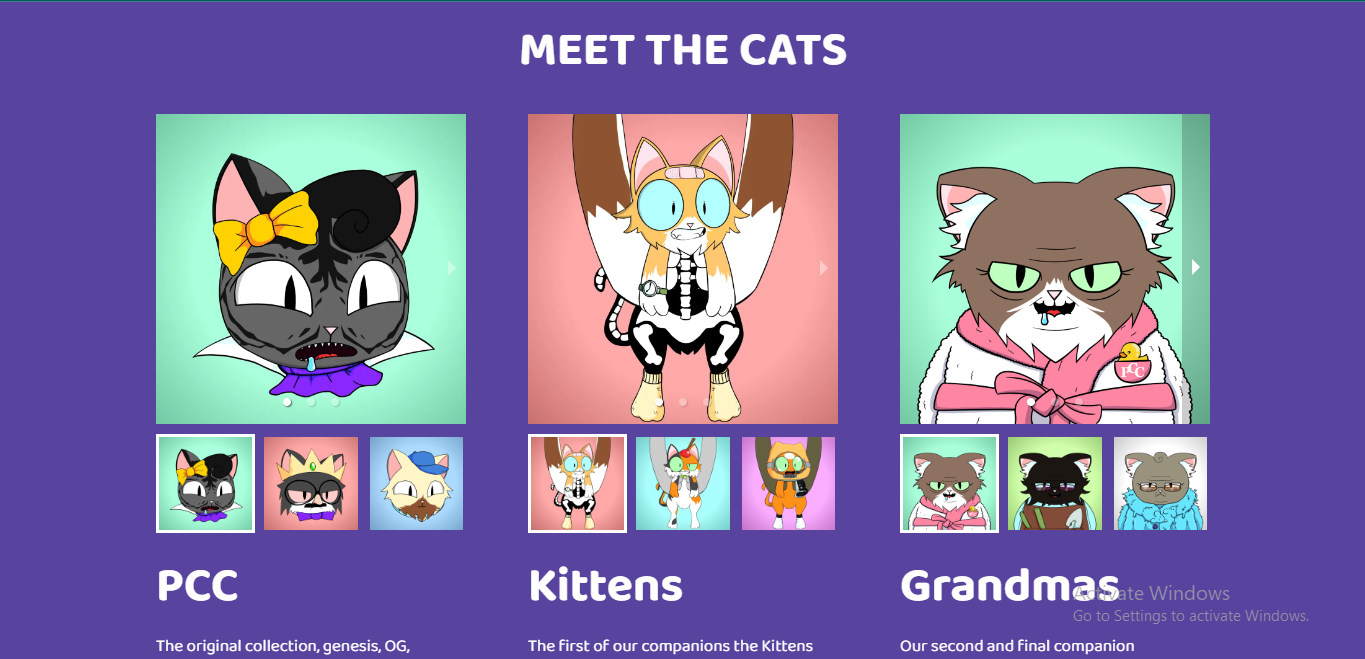 MEET THE CATS
PCC
PCC
Kittens
Grandmas
The original collection, genesis, OG,
The first of our companions the Kittens
Our second and final companion
Activate Windows
Go to Settings to activate Windows.